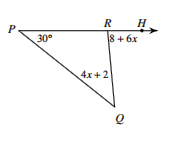 P R H
30° 8 + 6x
4x + 2
Q